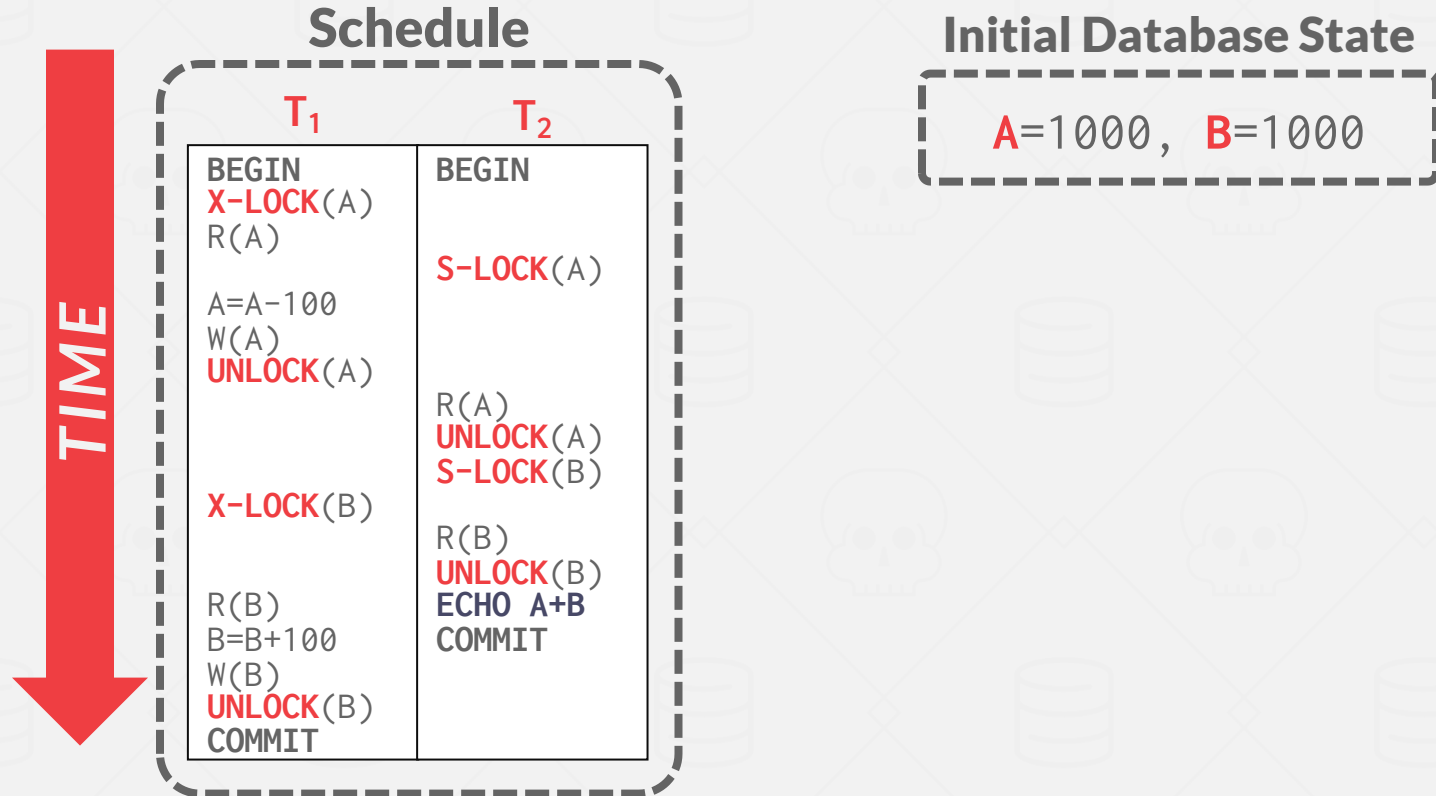 Schedule
Initial Database State
TIME
T₁ T₂
A=1000, B=1000
BEGIN BEGIN
X-LOCK(A)
R(A)
S-LOCK(A)
A=A-100
W(A)
UNLOCK(A)
R(A)
UNLOCK(A)
S-LOCK(B)
X-LOCK(B)
R(B)
UNLOCK(B)
R(B) ECHO A+B
B=B+100 COMMIT
W(B)
UNLOCK(B)
COMMIT